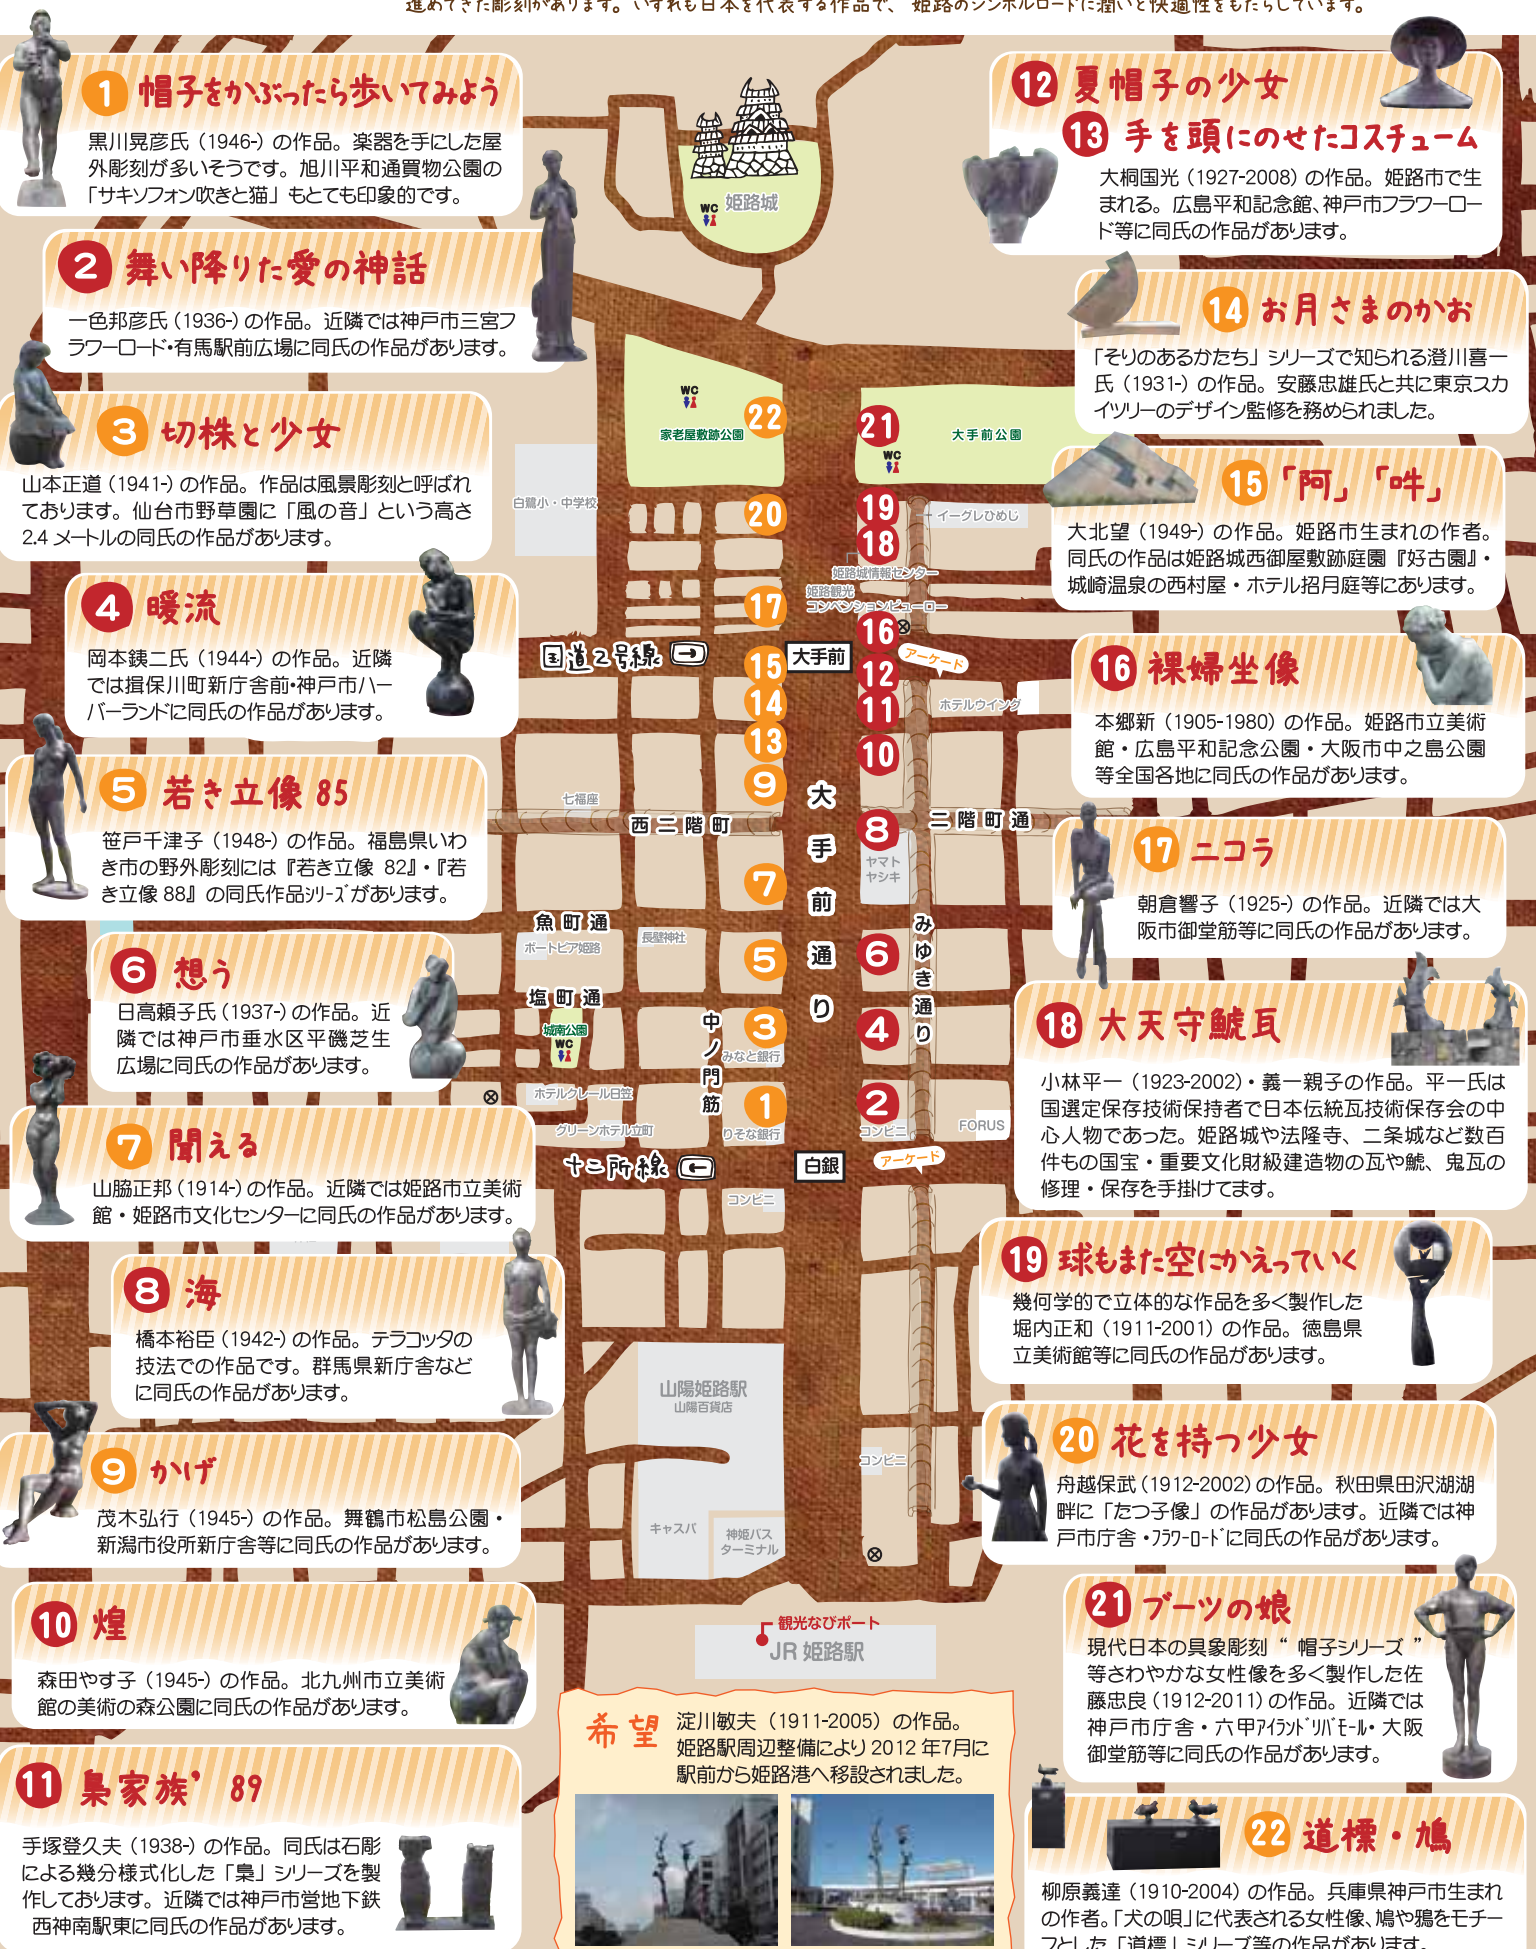 進めてきた彫刻があります。いずれも日本を代表する作品で、姫路のシンボルロードに潤いと快適性をもたらしています。
1 帽子をかぶったら歩いてみよう
黒川晃彦氏（1946-）の作品。楽器を手にした屋
外彫刻が多いそうです。旭川平和通買物公園の
「サキソフォン吹きと猫」もとても印象的です。
2 舞い降りた愛の神話
一色邦彦氏（1936-）の作品。近隣では神戸市三宮フ
ラワーロード・有馬駅前広場に同氏の作品があります。
3 切株と少女
山本正道（1941-）の作品。作品は風景彫刻と呼ばれ
ております。仙台市野草園に「風の音」という高さ
2.4 メートルの同氏の作品があります。
4 暖流
岡本銕二氏（1944-）の作品。近隣
では揖保川町新庁舎前・神戸市ハー
バーランドに同氏の作品があります。
5 若き立像 85
笹戸千津子（1948-）の作品。福島県いわ
き市の野外彫刻には『若き立像 82』・『若
き立像 88』の同氏作品シリーズがあります。
6 想う
日高頼子氏（1937-）の作品。近
隣では神戸市垂水区平磯芝生
広場に同氏の作品があります。
7 聞える
山脇正邦（1914-）の作品。近隣では姫路市立美術
館・姫路市文化センターに同氏の作品があります。
8 海
橋本裕臣（1942-）の作品。テラコッタの
技法での作品です。群馬県新庁舎など
に同氏の作品があります。
9 かげ
茂木弘行（1945-）の作品。舞鶴市松島公園・
新潟市役所新庁舎等に同氏の作品があります。
10 煌
森田やす子（1945-）の作品。北九州市立美術
館の美術の森公園に同氏の作品があります。
11 梟家族’89
手塚登久夫（1938-）の作品。同氏は石彫
による幾分様式化した「梟」シリーズを製
作しております。近隣では神戸市営地下鉄
西神南駅東に同氏の作品があります。
姫路城
WC
WC
家老屋敷跡公園
22
21
大手前公園
WC
白鷺小・中学校
20
19
イーグレひめじ
18
姫路城情報センター
姫路観光
コンベンションビューロー
17
16
国道2号線
15
大手前
アーケード
12
14
11
ホテルウイング
13
10
9
七福座
西二階町
8
二階町通
ヤマト
ヤシキ
7
大手前通り
魚町通
ポートピア姫路
長壁神社
5
6
みゆき通り
塩町通
城南公園
WC
中ノ門筋
3
みなと銀行
4
ホテルクレール日笠
1
りそな銀行
2
コンビニ
FORUS
グリーンホテル立町
十二所線
白銀
アーケード
コンビニ
山陽姫路駅
山陽百貨店
コンビニ
キャスパ
神姫バス
ターミナル
観光なびポート
JR 姫路駅
希望
淀川敏夫（1911-2005）の作品。
姫路駅周辺整備により 2012 年7月に
駅前から姫路港へ移設されました。
12 夏帽子の少女
13 手を頭にのせたコスチューム
大桐国光（1927-2008）の作品。姫路市で生
まれる。広島平和記念館、神戸市フラワーロー
ド等に同氏の作品があります。
14 お月さまのかお
「そりのあるかたち」シリーズで知られる澄川喜一
氏（1931-）の作品。安藤忠雄氏と共に東京スカ
イツリーのデザイン監修を務められました。
15 「阿」「吽」
大北望（1949-）の作品。姫路市生まれの作者。
同氏の作品は姫路城西御屋敷跡庭園『好古園』・
城崎温泉の西村屋・ホテル招月庭等にあります。
16 裸婦坐像
本郷新（1905-1980）の作品。姫路市立美術
館・広島平和記念公園・大阪市中之島公園
等全国各地に同氏の作品があります。
17 ニコラ
朝倉響子（1925-）の作品。近隣では大
阪市御堂筋等に同氏の作品があります。
18 大天守鯱瓦
小林平一（1923-2002）・義一親子の作品。平一氏は
国選定保存技術保持者で日本伝統瓦技術保存会の中
心人物であった。姫路城や法隆寺、二条城など数百
件もの国宝・重要文化財級建造物の瓦や鯱、鬼瓦の
修理・保存を手掛けてます。
19 球もまた空にかえっていく
幾何学的で立体的な作品を多く製作した
堀内正和（1911-2001）の作品。徳島県
立美術館等に同氏の作品があります。
20 花を持つ少女
舟越保武（1912-2002）の作品。秋田県田沢湖湖
畔に「たつ子像」の作品があります。近隣では神
戸市庁舎・フラワーロードに同氏の作品があります。
21 ブーツの娘
現代日本の具象彫刻“ 帽子シリーズ ”
等さわやかな女性像を多く製作した佐
藤忠良（1912-2011）の作品。近隣では
神戸市庁舎・六甲アイランドリバモール・大阪
御堂筋等に同氏の作品があります。
22 道標・鳩
柳原義達（1910-2004）の作品。兵庫県神戸市生まれ
の作者。「犬の唄」に代表される女性像、鳩や鴉をモチー
フとした「道標」シリーズ等の作品があります。